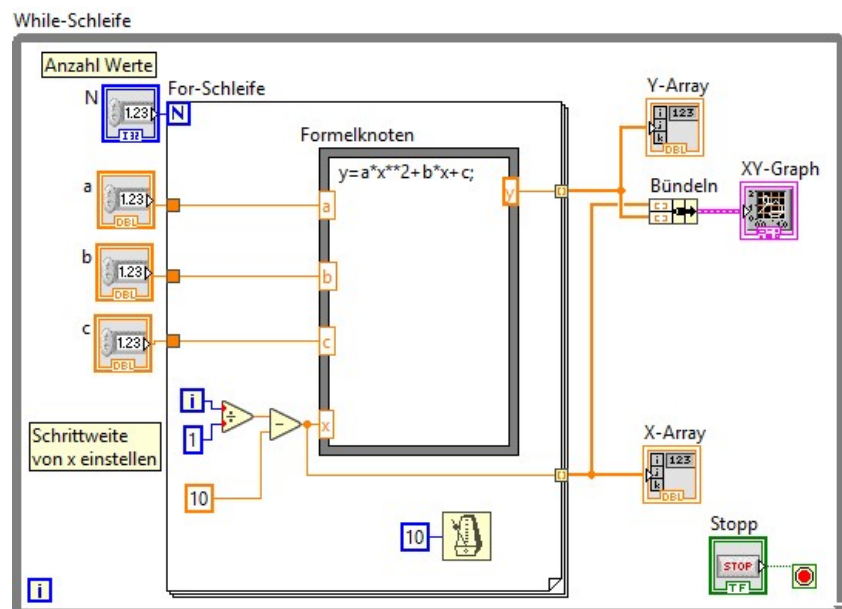 While-Schleife
Anzahl Werte
N
1.23
I32
For-Schleife
N
Formelknoten
y=a*x**2+b*x+c;
y
a
1.23
DBL
a
b
1.23
DBL
b
c
1.23
DBL
c
i
÷
1
−
x
10
Schrittweite
von x einstellen
10
i
Y-Array
i
j
k
123
DBL
Bündeln
XY-Graph
X-Array
i
j
k
123
DBL
Stopp
STOP
TF